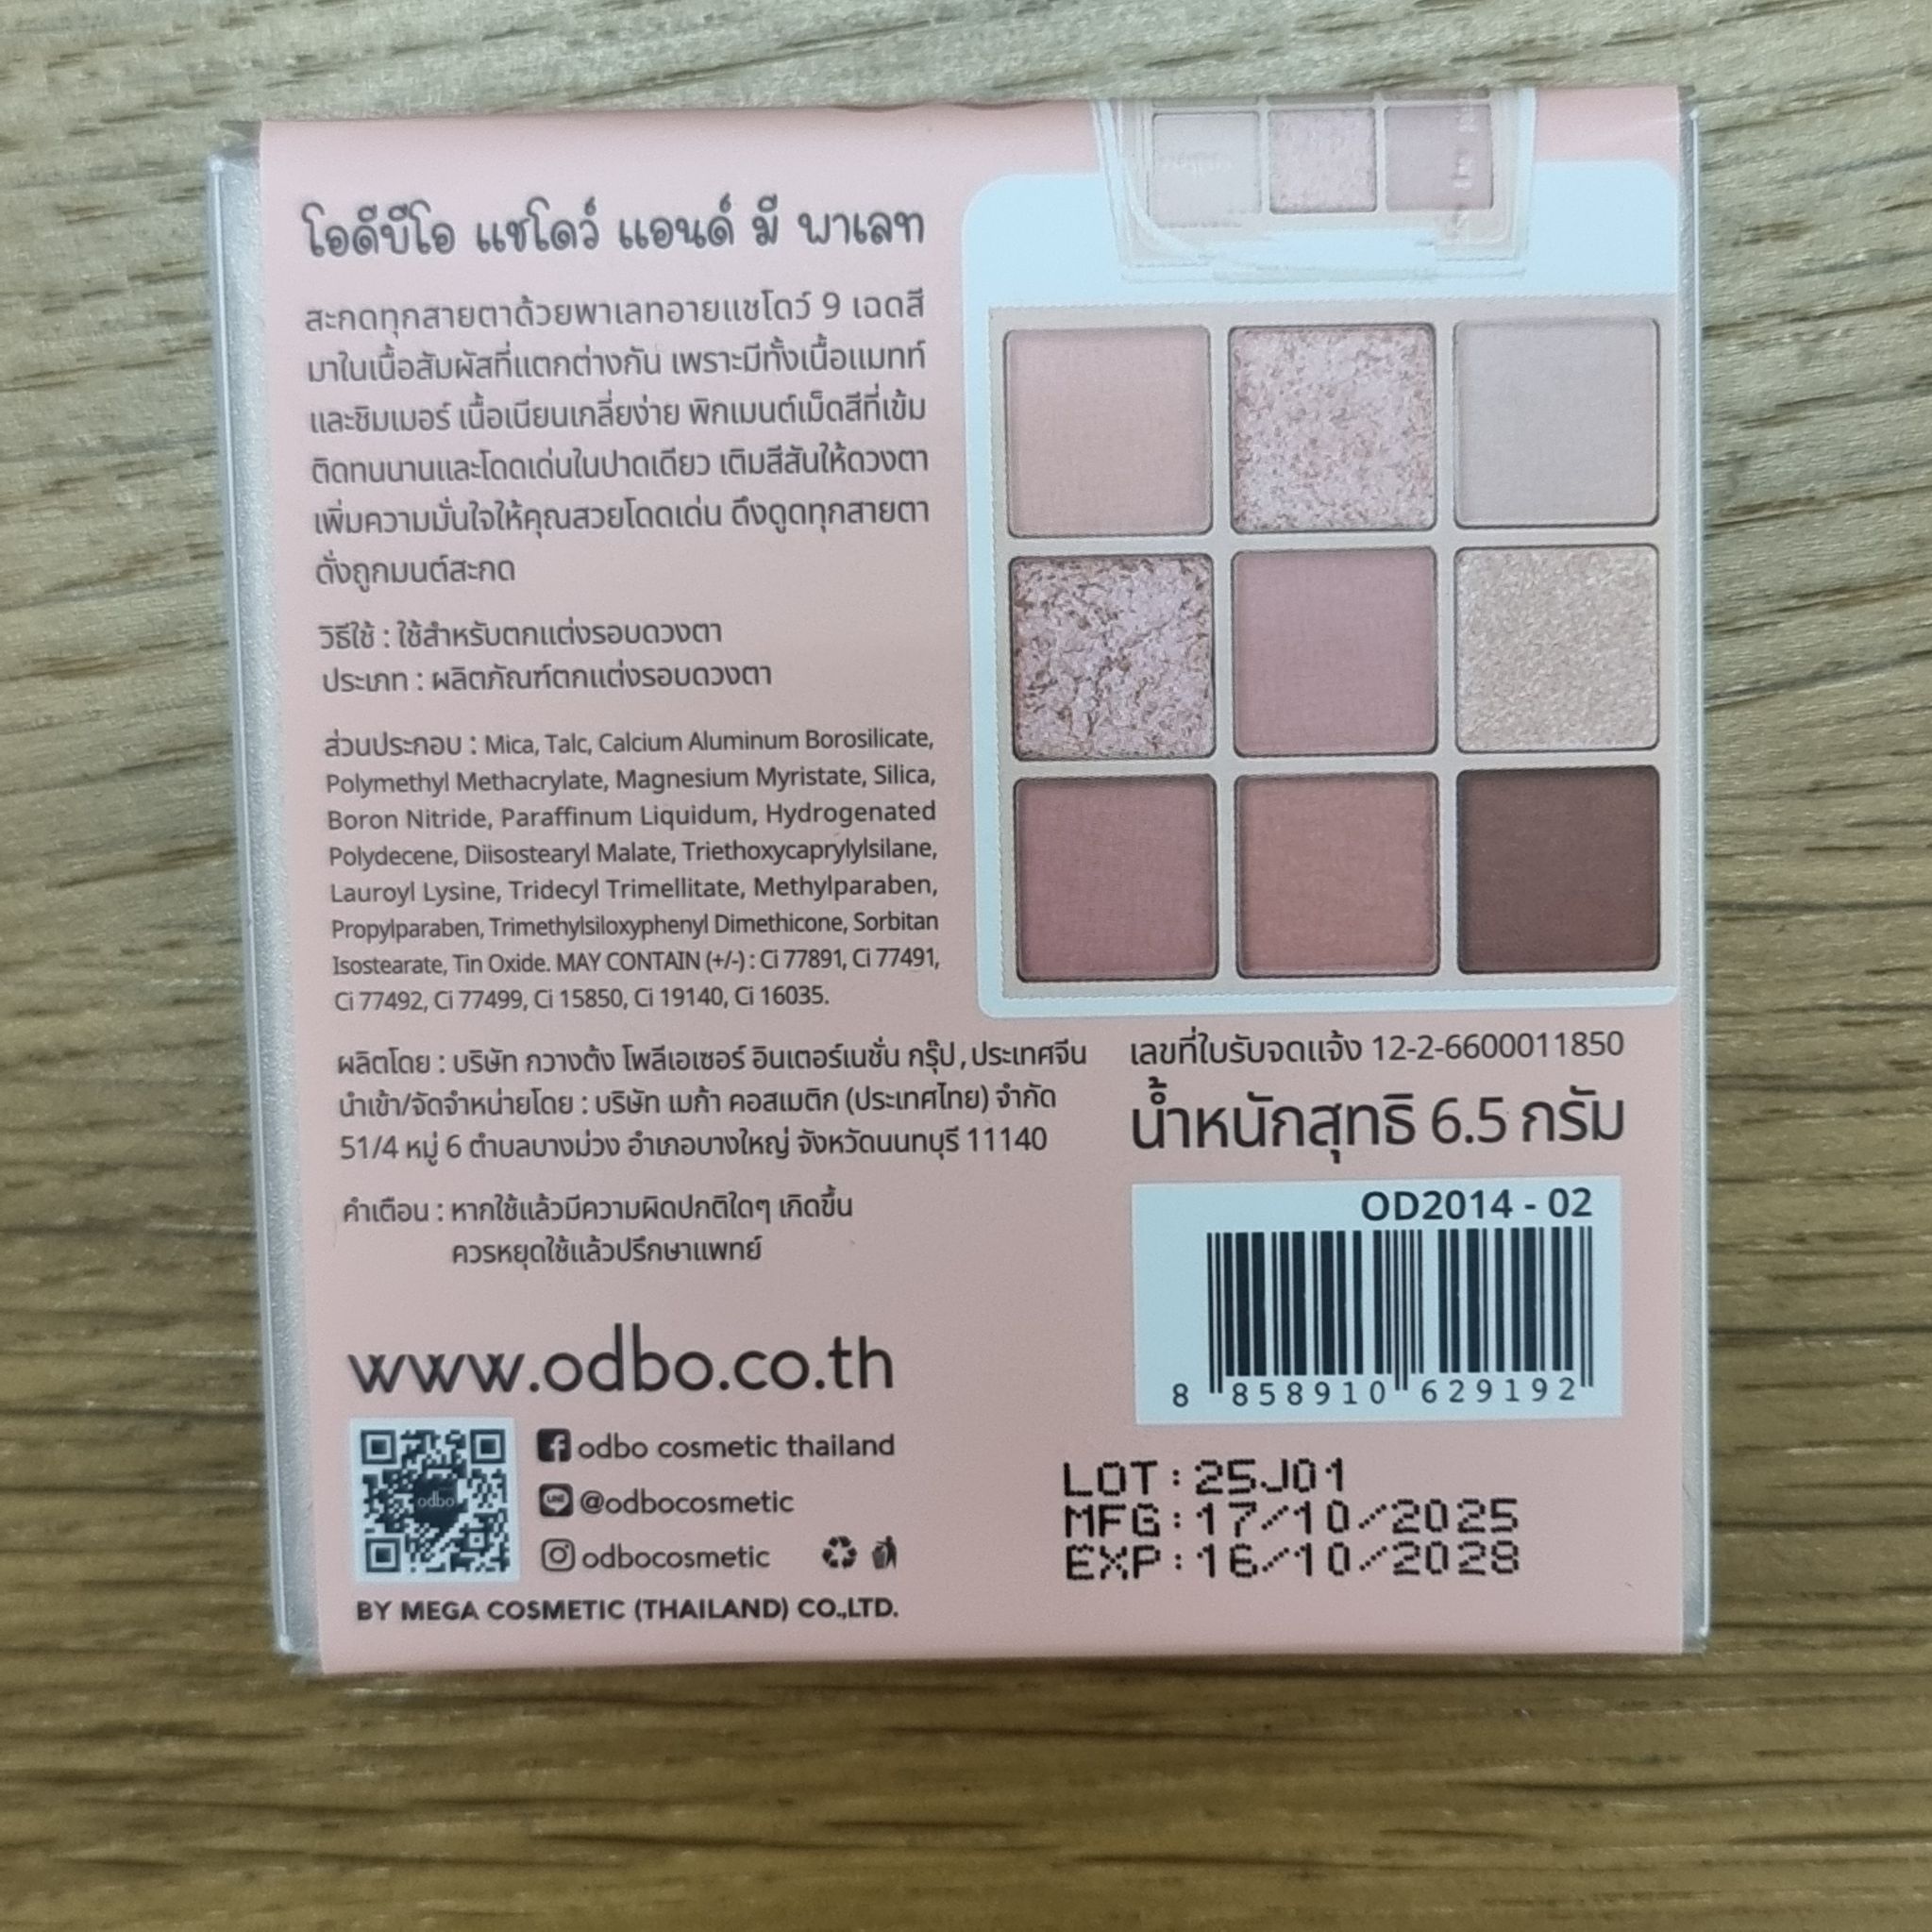 โอดีบีโอ แชโดว์ แอนด์ มี พาเลท
สะกดทุกสายตาด้วยพาเลทอายแชโดว์ 9 เฉดสี
มาในเนื้อสัมผัสที่แตกต่างกัน เพราะมีทั้งเนื้อแมทท์
และชิมเมอร์ เนื้อเนียนเกลี่ยง่าย พิกเมนต์เม็ดสีที่เข้ม
ติดทนนานและโดดเด่นในปาดเดียว เติมสีสันให้ดวงตา
เพิ่มความมั่นใจให้คุณสวยโดดเด่น ดึงดูดทุกสายตา
ดั่งถูกมนต์สะกด
วิธีใช้ : ใช้สำหรับตกแต่งรอบดวงตา
ประเภท : ผลิตภัณฑ์ตกแต่งรอบดวงตา
ส่วนประกอบ : Mica, Talc, Calcium Aluminum Borosilicate,
Polymethyl Methacrylate, Magnesium Myristate, Silica,
Boron Nitride, Paraffinum Liquidum, Hydrogenated
Polydecene, Diisostearyl Malate, Triethoxycaprylylsilane,
Lauroyl Lysine, Tridecyl Trimellitate, Methylparaben,
Propylparaben, Trimethylsiloxyphenyl Dimethicone, Sorbitan
Isostearate, Tin Oxide. MAY CONTAIN (+/-) : Ci 77891, Ci 77491,
Ci 77492, Ci 77499, Ci 15850, Ci 19140, Ci 16035.
ผลิตโดย : บริษัท กวางต้ง โพลีเอเซอร์ อินเตอร์เนชั่น กรุ๊ป, ประเทศจีน
นำเข้า/จัดจำหน่ายโดย : บริษัท เมก้า คอสเมติก (ประเทศไทย) จำกัด
51/4 หมู่ 6 ตำบลบางม่วง อำเภอบางใหญ่ จังหวัดนนทบุรี 11140
คำเตือน : หากใช้แล้วมีความผิดปกติใดๆ เกิดขึ้น
ควรหยุดใช้แล้วปรึกษาแพทย์
www.odbo.co.th
odbo
odbo cosmetic thailand
LINE @odbocosmetic
odbocosmetic
BY MEGA COSMETIC (THAILAND) CO.,LTD.
เลขที่ใบรับจดแจ้ง 12-2-6600011850
น้ำหนักสุทธิ 6.5 กรัม
OD2014 - 02
8 858910 629192
LOT:25J01
MFG:17/10/2025
EXP:16/10/2028